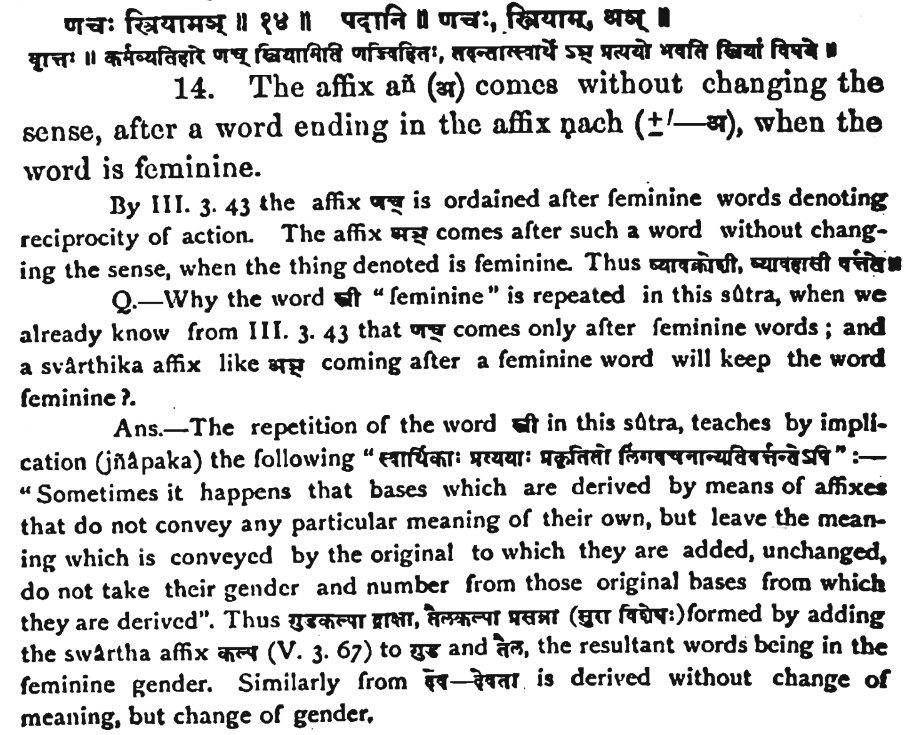 णचः स्त्रियामञ् ॥ १४ ॥ पदानि ॥ णचः, स्त्रियाम्, अञ् ॥
वृत्तिः ॥ कर्मव्यतिहारे णच् स्त्रियामिति णज्विहितः, तदन्तात्स्वार्थे ऽञ् प्रत्ययो भवति स्त्रियां विषये ॥
14. The affix añ (अ) comes without changing the
sense, after a word ending in the affix ṇach (±/—अ), when the
word is feminine.
By III. 3. 43 the affix णच् is ordained after feminine words denoting
reciprocity of action. The affix अञ् comes after such a word without chang-
ing the sense, when the thing denoted is feminine. Thus व्यावक्रोशी, व्यावहासी वर्त्तते॥
Q.—Why the word स्त्री "feminine" is repeated in this sûtra, when we
already know from III. 3. 43 that णच् comes only after feminine words; and
a svârthika affix like अञ् coming after a feminine word will keep the word
feminine?.
Ans.—The repetition of the word स्त्री in this sûtra, teaches by impli-
cation (jñâpaka) the following "स्वार्थिकाः प्रत्ययाः प्रकृतितो लिंगवचनान्यतिवर्त्तन्तेऽपि":—
"Sometimes it happens that bases which are derived by means of affixes
that do not convey any particular meaning of their own, but leave the mean-
ing which is conveyed by the original to which they are added, unchanged,
do not take their gender and number from those original bases from which
they are derived". Thus गुडकल्पा द्राक्षा, तैलकल्पा प्रसन्ना (सुरा विशेषः)formed by adding
the swârtha affix कल्प (V. 3. 67) to गुड and तैल, the resultant words being in the
feminine gender. Similarly from देव—देवता is derived without change of
meaning, but change of gender.